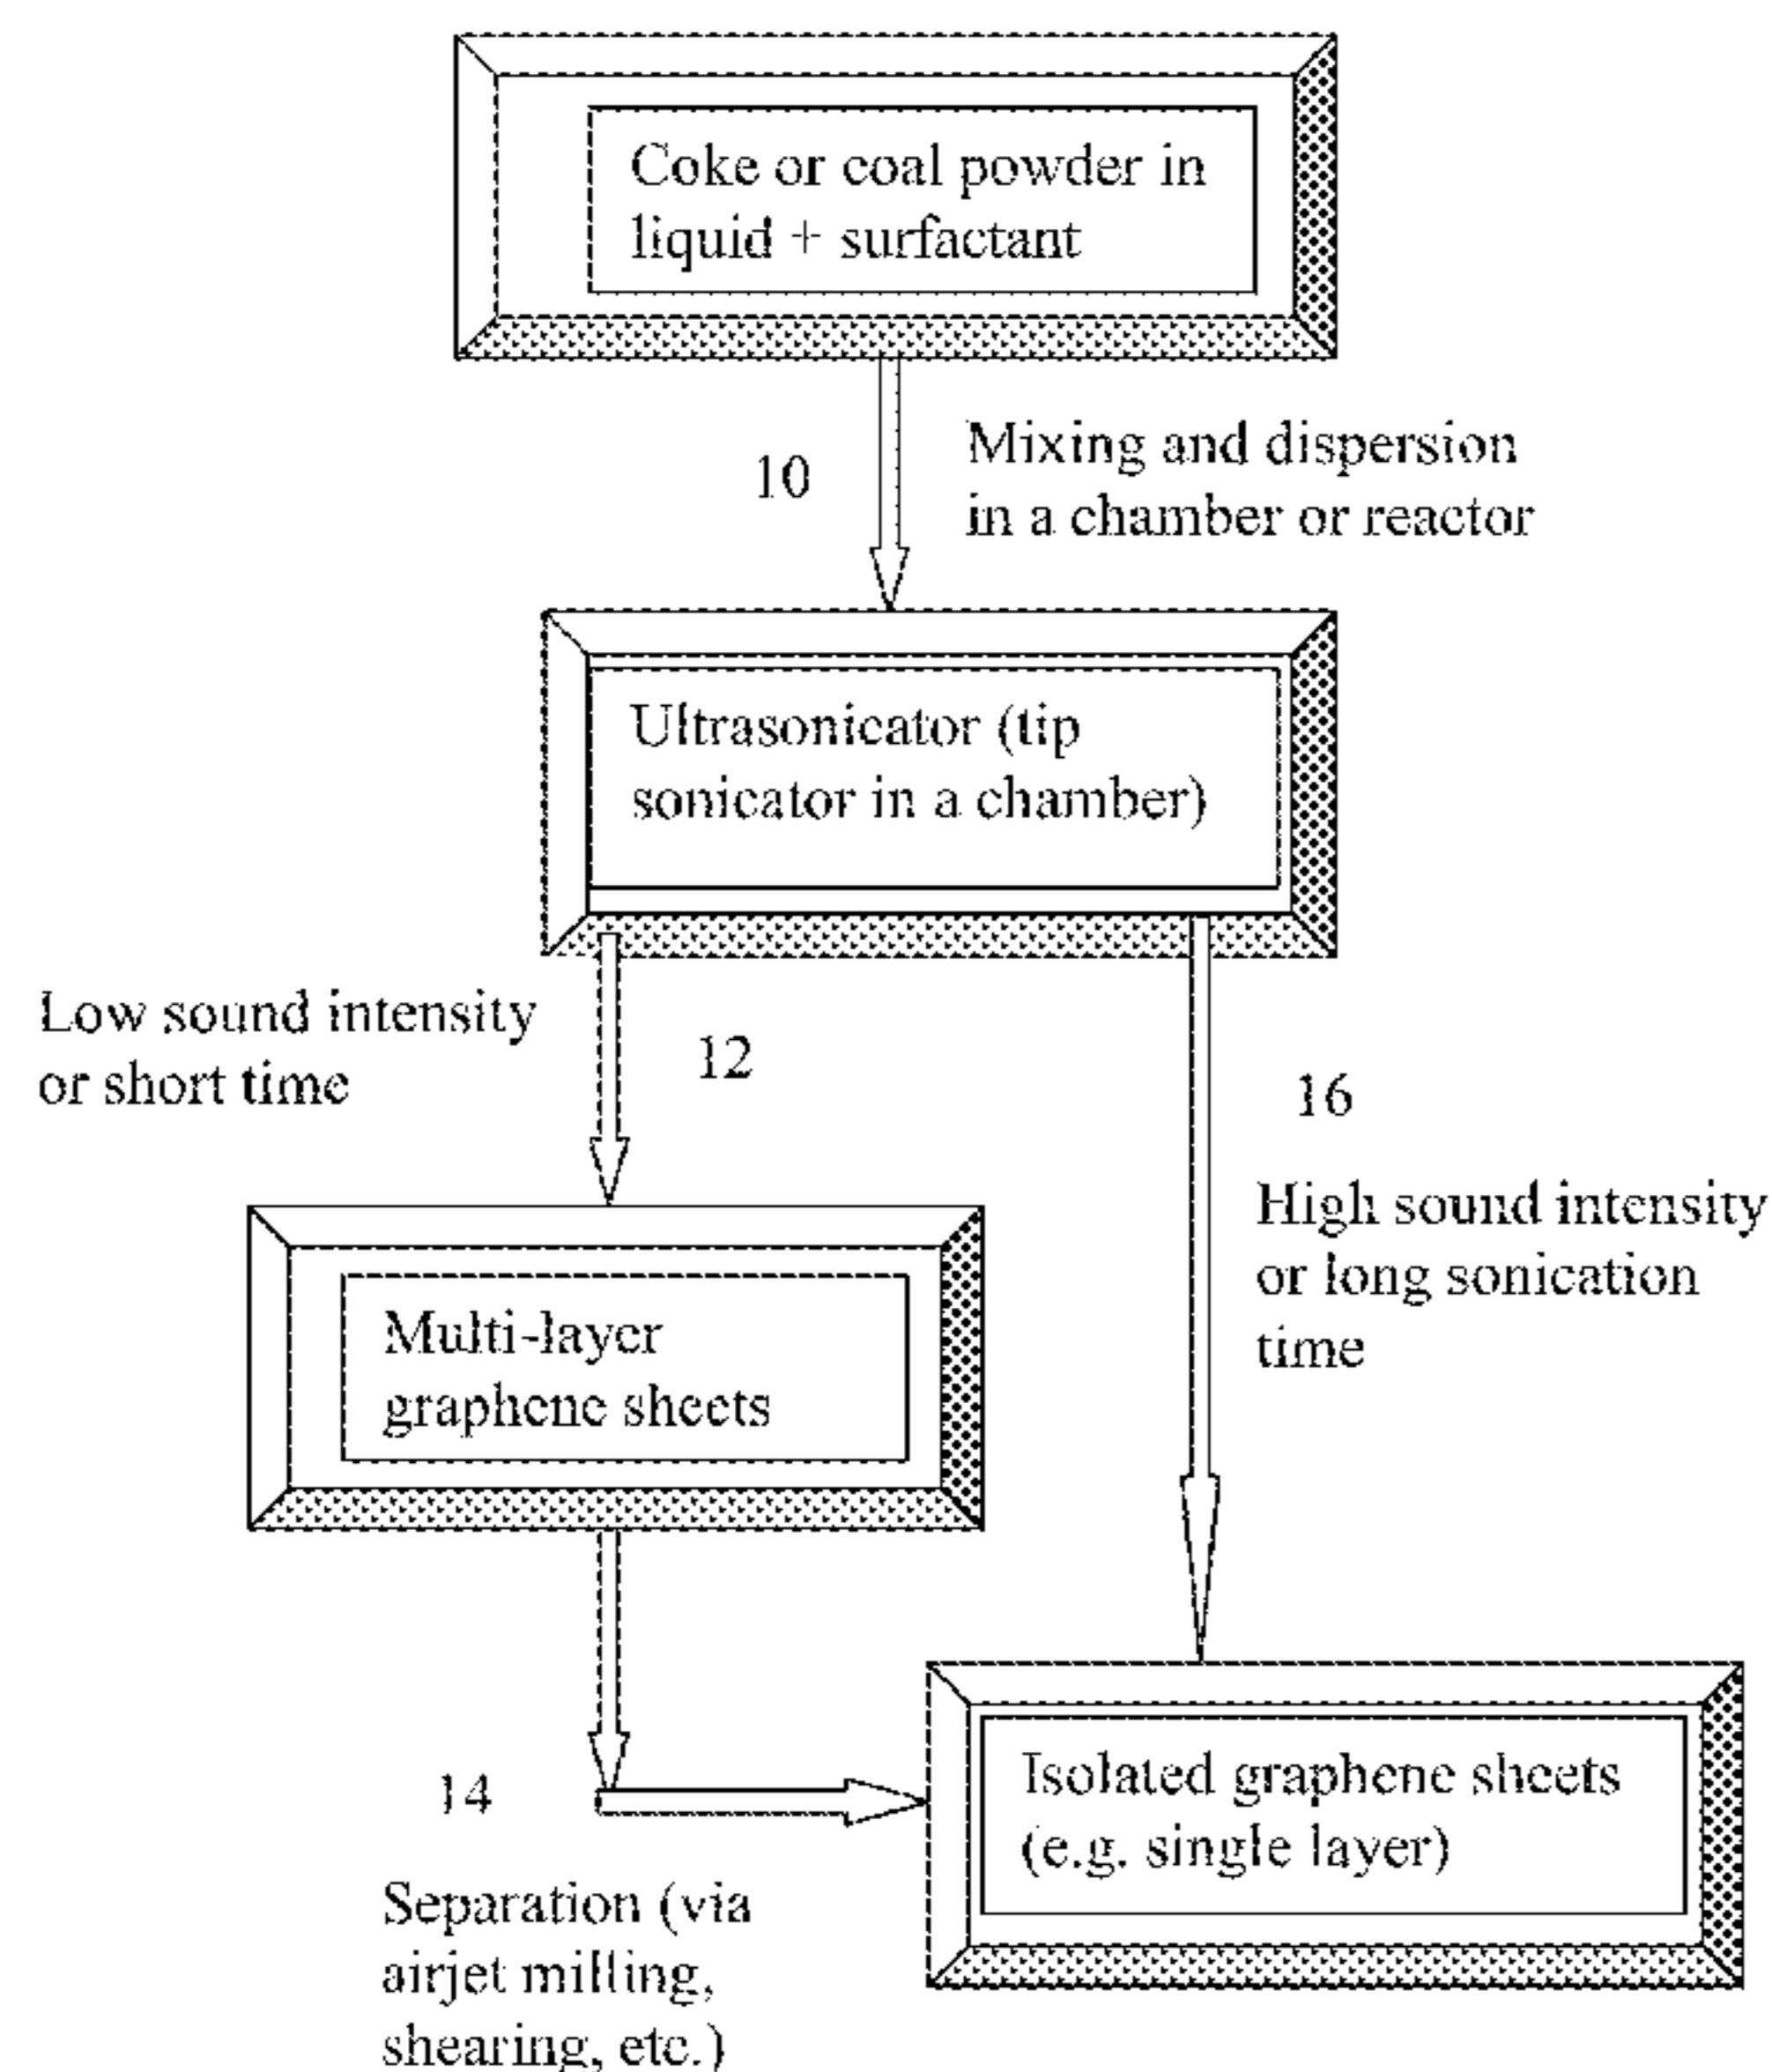 Coke or coal powder in
liquid + surfactant
10
Mixing and dispersion
in a chamber or reactor
Ultrasonicator (tip
sonicator in a chamber)
Low sound intensity
or short time
12
16
High sound intensity
or long sonication
time
Multi-layer
graphene sheets
14
Separation (via
airjet milling,
shearing, etc.)
Isolated graphene sheets
(e.g. single layer)